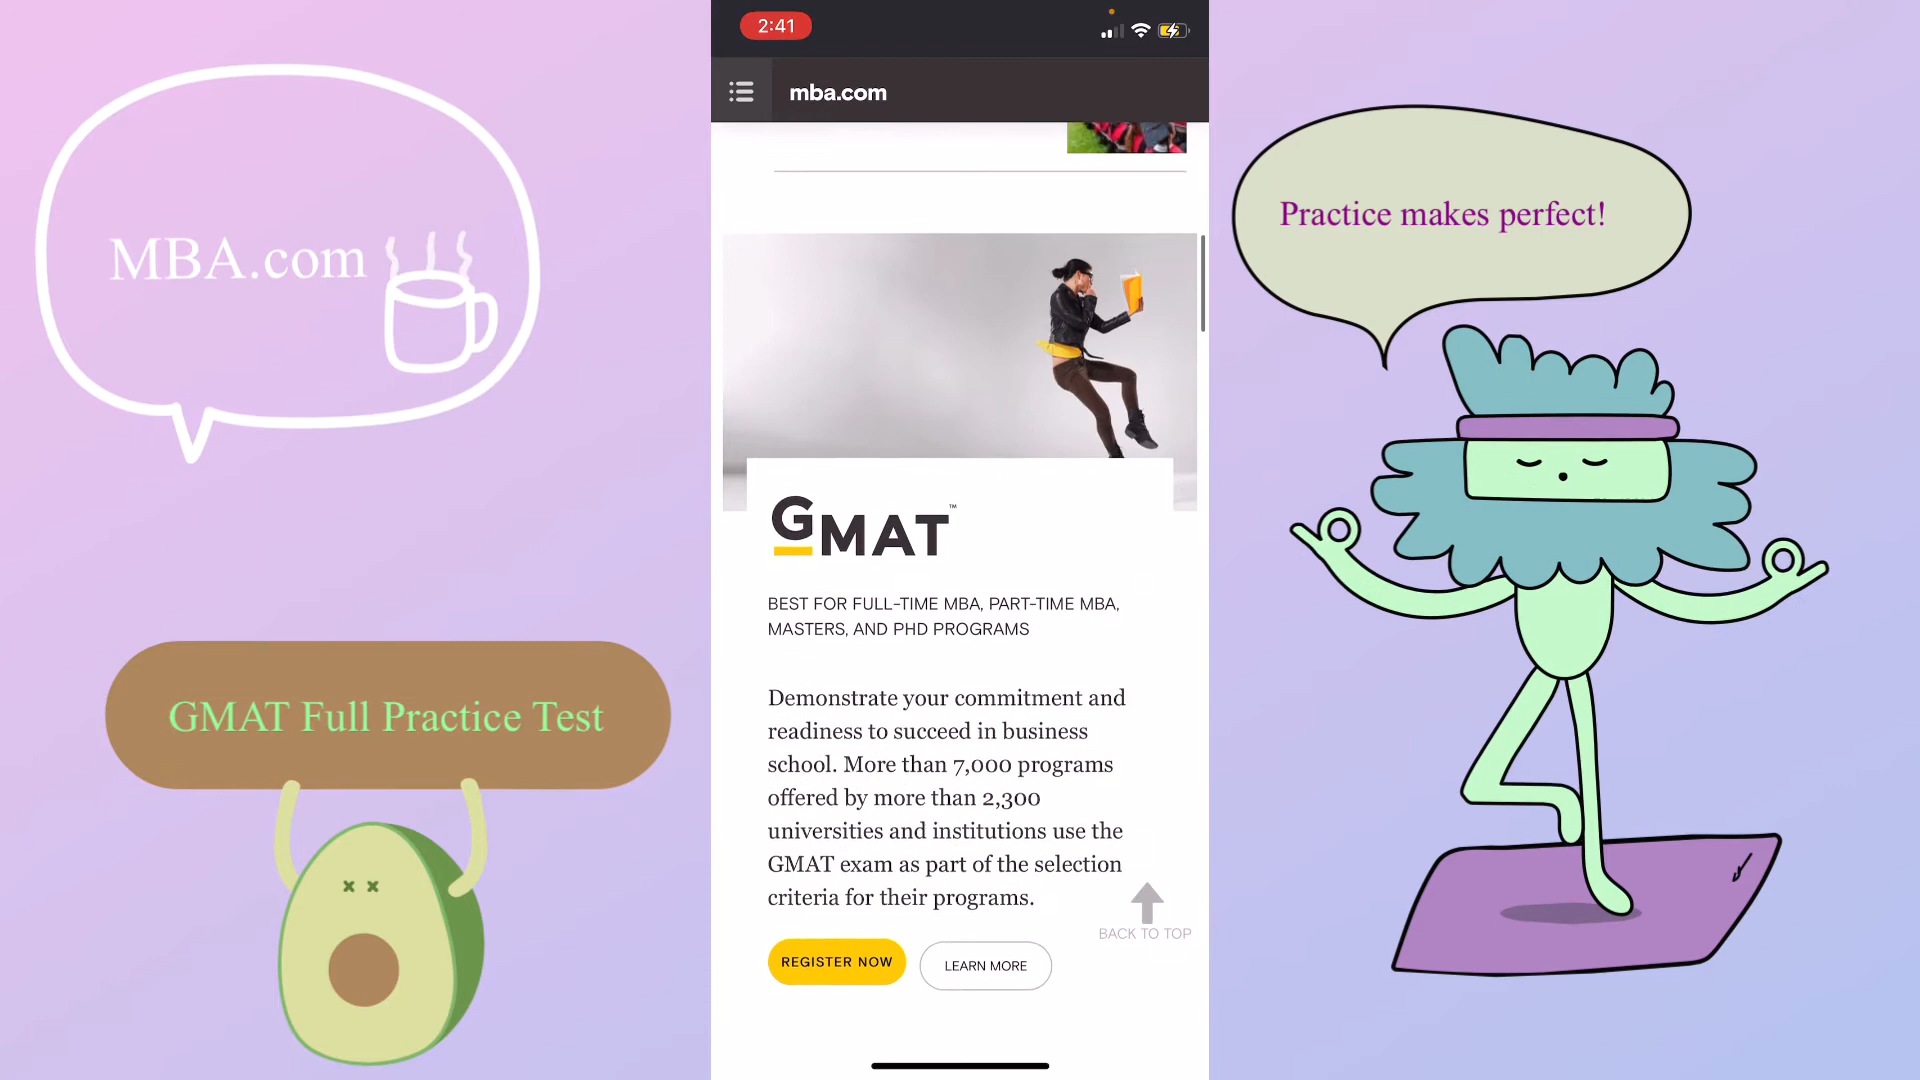 MBA.com
GMAT Full Practice Test
2:41
mba.com
GMAT™
BEST FOR FULL-TIME MBA, PART-TIME MBA,
MASTERS, AND PHD PROGRAMS
Demonstrate your commitment and
readiness to succeed in business
school. More than 7,000 programs
offered by more than 2,300
universities and institutions use the
GMAT exam as part of the selection
criteria for their programs.
BACK TO TOP
REGISTER NOW
LEARN MORE
Practice makes perfect!